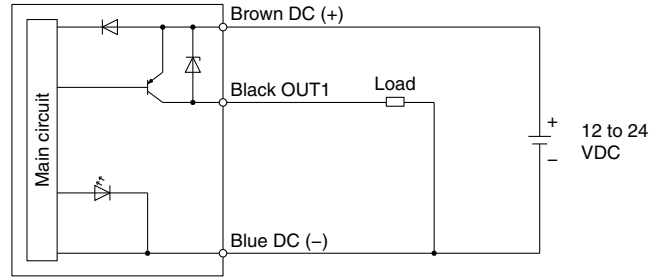 Brown DC (+)
Main circuit
Black OUT1
Load
+
12 to 24
VDC
–
Blue DC (–)